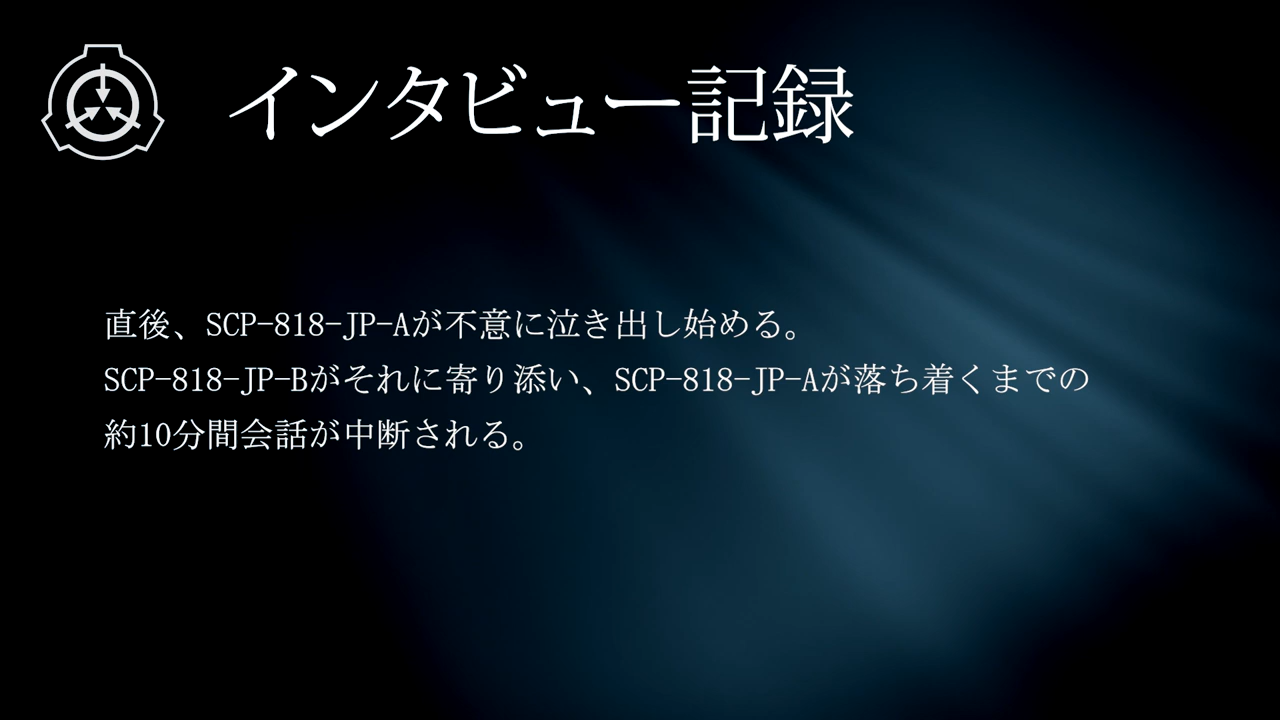 インタビュー記録
直後、SCP-818-JP-Aが不意に泣き出し始める。
SCP-818-JP-Bがそれに寄り添い、SCP-818-JP-Aが落ち着くまでの
約10分間会話が中断される。